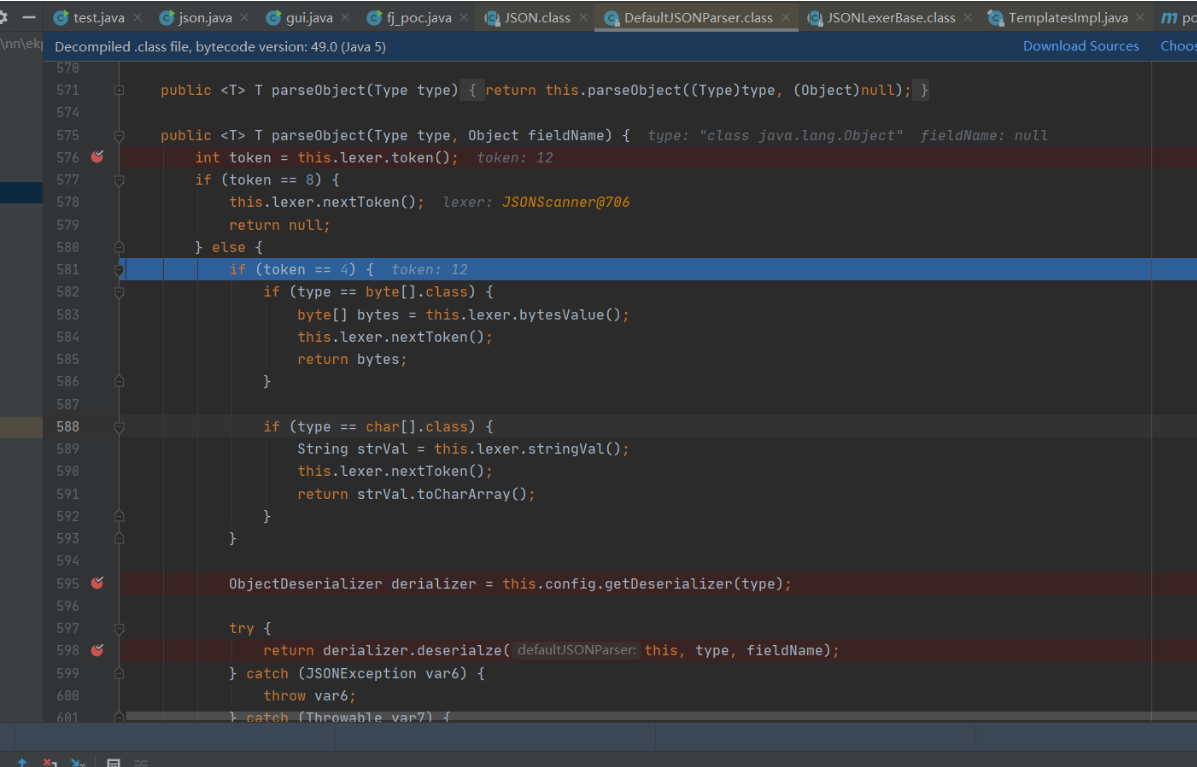 test.java × json.java × gui.java × fj_poc.java × JSON.class × DefaultJSONParser.class × JSONLexerBase.class × TemplatesImpl.java × m po
\nn\ek
Decompiled .class file, bytecode version: 49.0 (Java 5) Download Sources Choos
570
571 public <T> T parseObject(Type type) { return this.parseObject((Type)type, (Object)null); }
574
575 public <T> T parseObject(Type type, Object fieldName) { type: "class java.lang.Object" fieldName: null
576 int token = this.lexer.token(); token: 12
577 if (token == 8) {
578 this.lexer.nextToken(); lexer: JSONScanner@706
579 return null;
580 } else {
581 if (token == 4) { token: 12
582 if (type == byte[].class) {
583 byte[] bytes = this.lexer.bytesValue();
584 this.lexer.nextToken();
585 return bytes;
586 }
587
588 if (type == char[].class) {
589 String strVal = this.lexer.stringVal();
590 this.lexer.nextToken();
591 return strVal.toCharArray();
592 }
593 }
594
595 ObjectDeserializer derializer = this.config.getDeserializer(type);
596
597 try {
598 return derializer.deserialze( defaultJSONParser: this, type, fieldName);
599 } catch (JSONException var6) {
600 throw var6;
601 } catch (Throwable var7) {